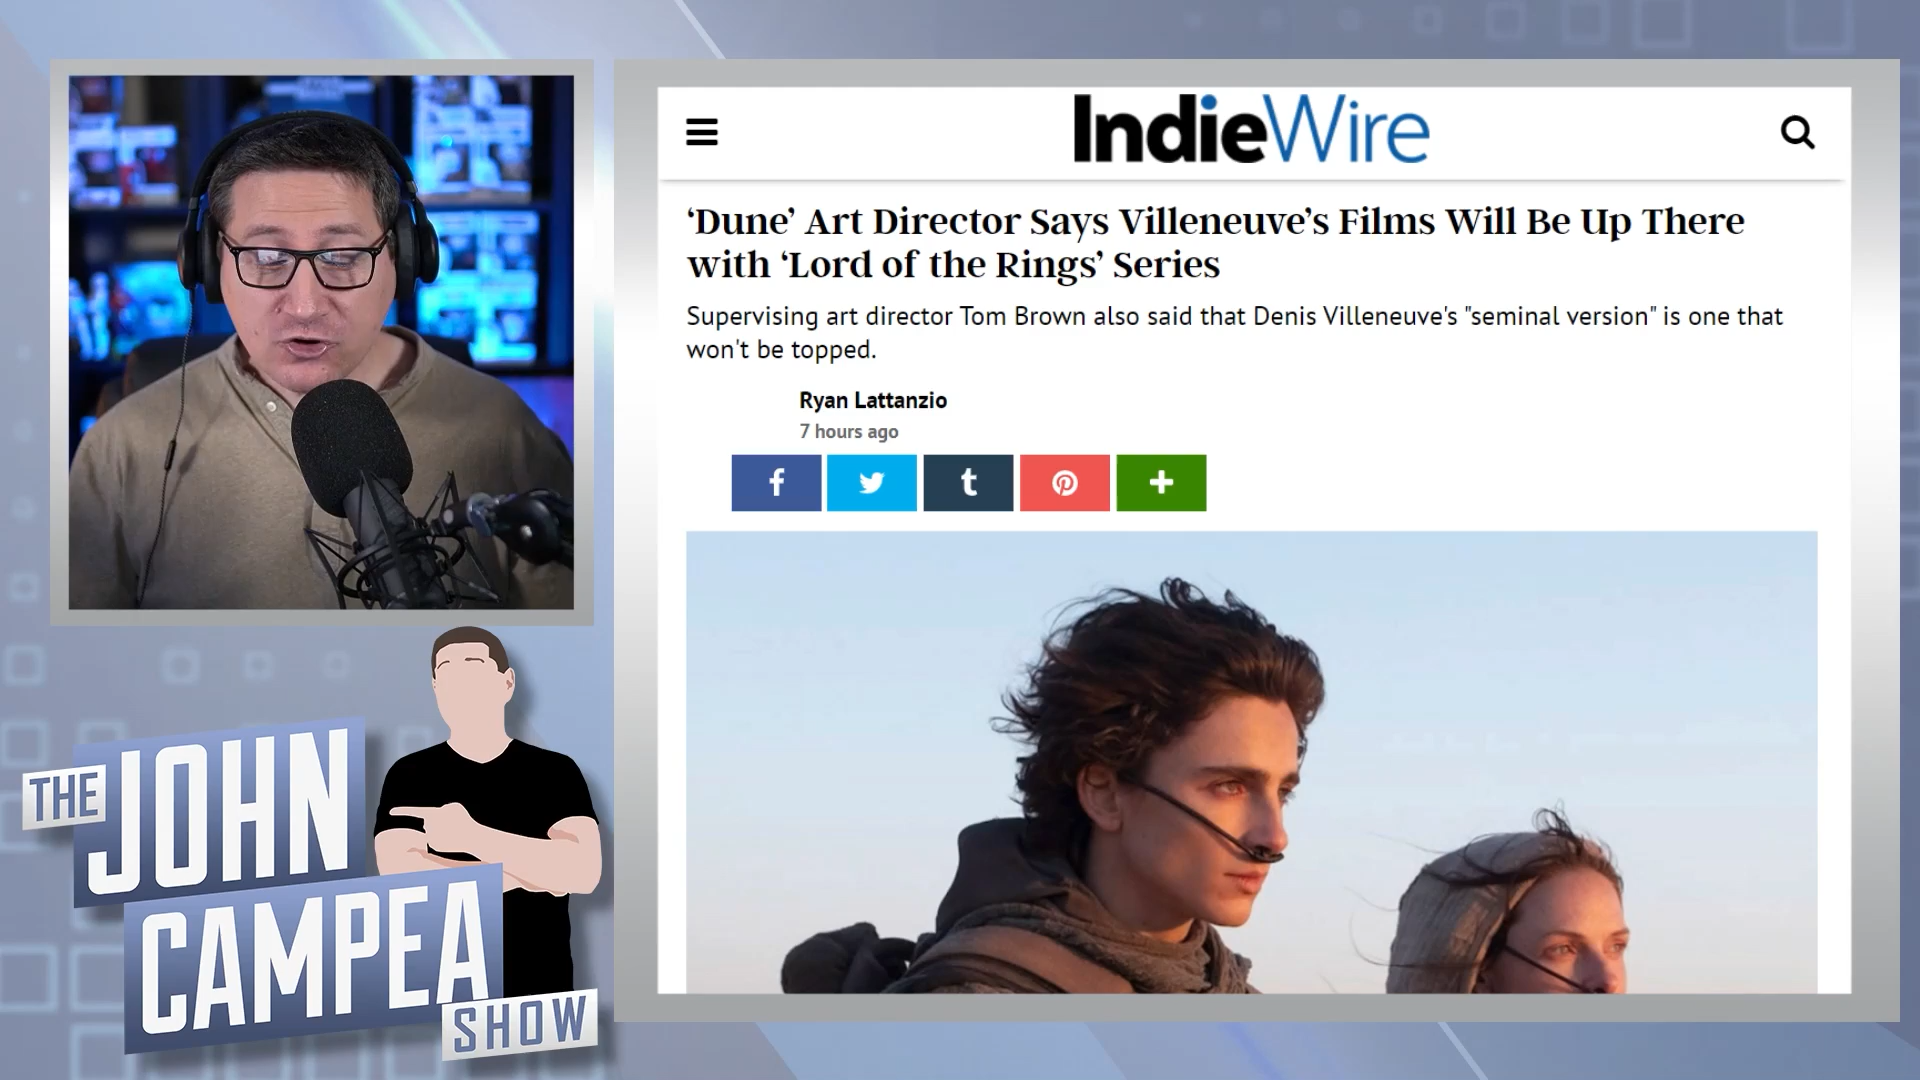 IndieWire
‘Dune’ Art Director Says Villeneuve’s Films Will Be Up There
with ‘Lord of the Rings’ Series
Supervising art director Tom Brown also said that Denis Villeneuve's "seminal version" is one that
won't be topped.
Ryan Lattanzio
7 hours ago
THE
JOHN
CAMPEA
SHOW